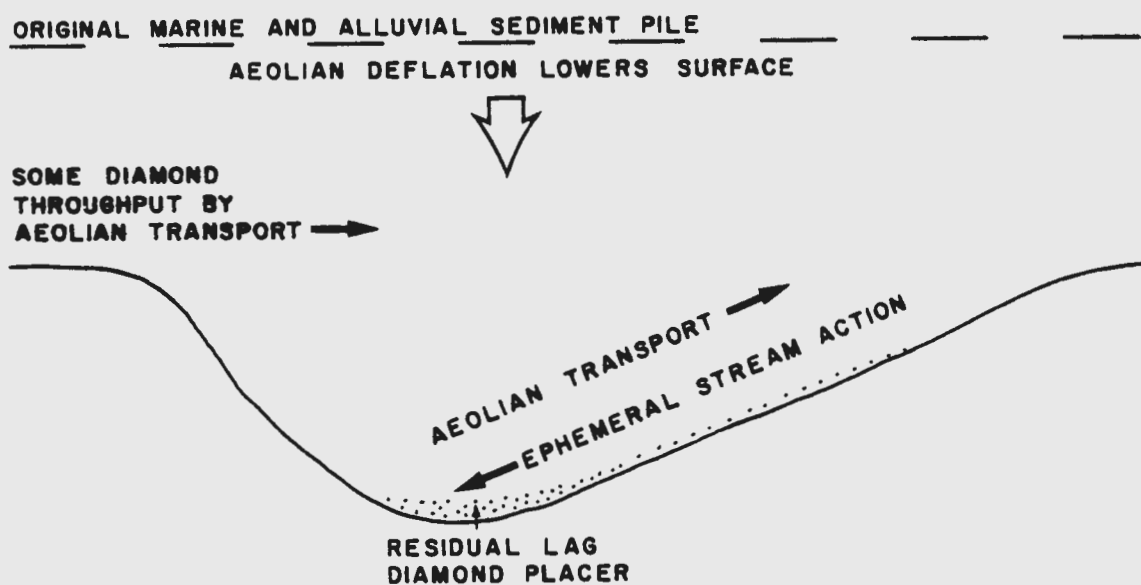 ORIGINAL MARINE AND ALLUVIAL SEDIMENT PILE
AEOLIAN DEFLATION LOWERS SURFACE
SOME DIAMOND
THROUGHPUT BY
AEOLIAN TRANSPORT
AEOLIAN TRANSPORT
EPHEMERAL STREAM ACTION
RESIDUAL LAG
DIAMOND PLACER